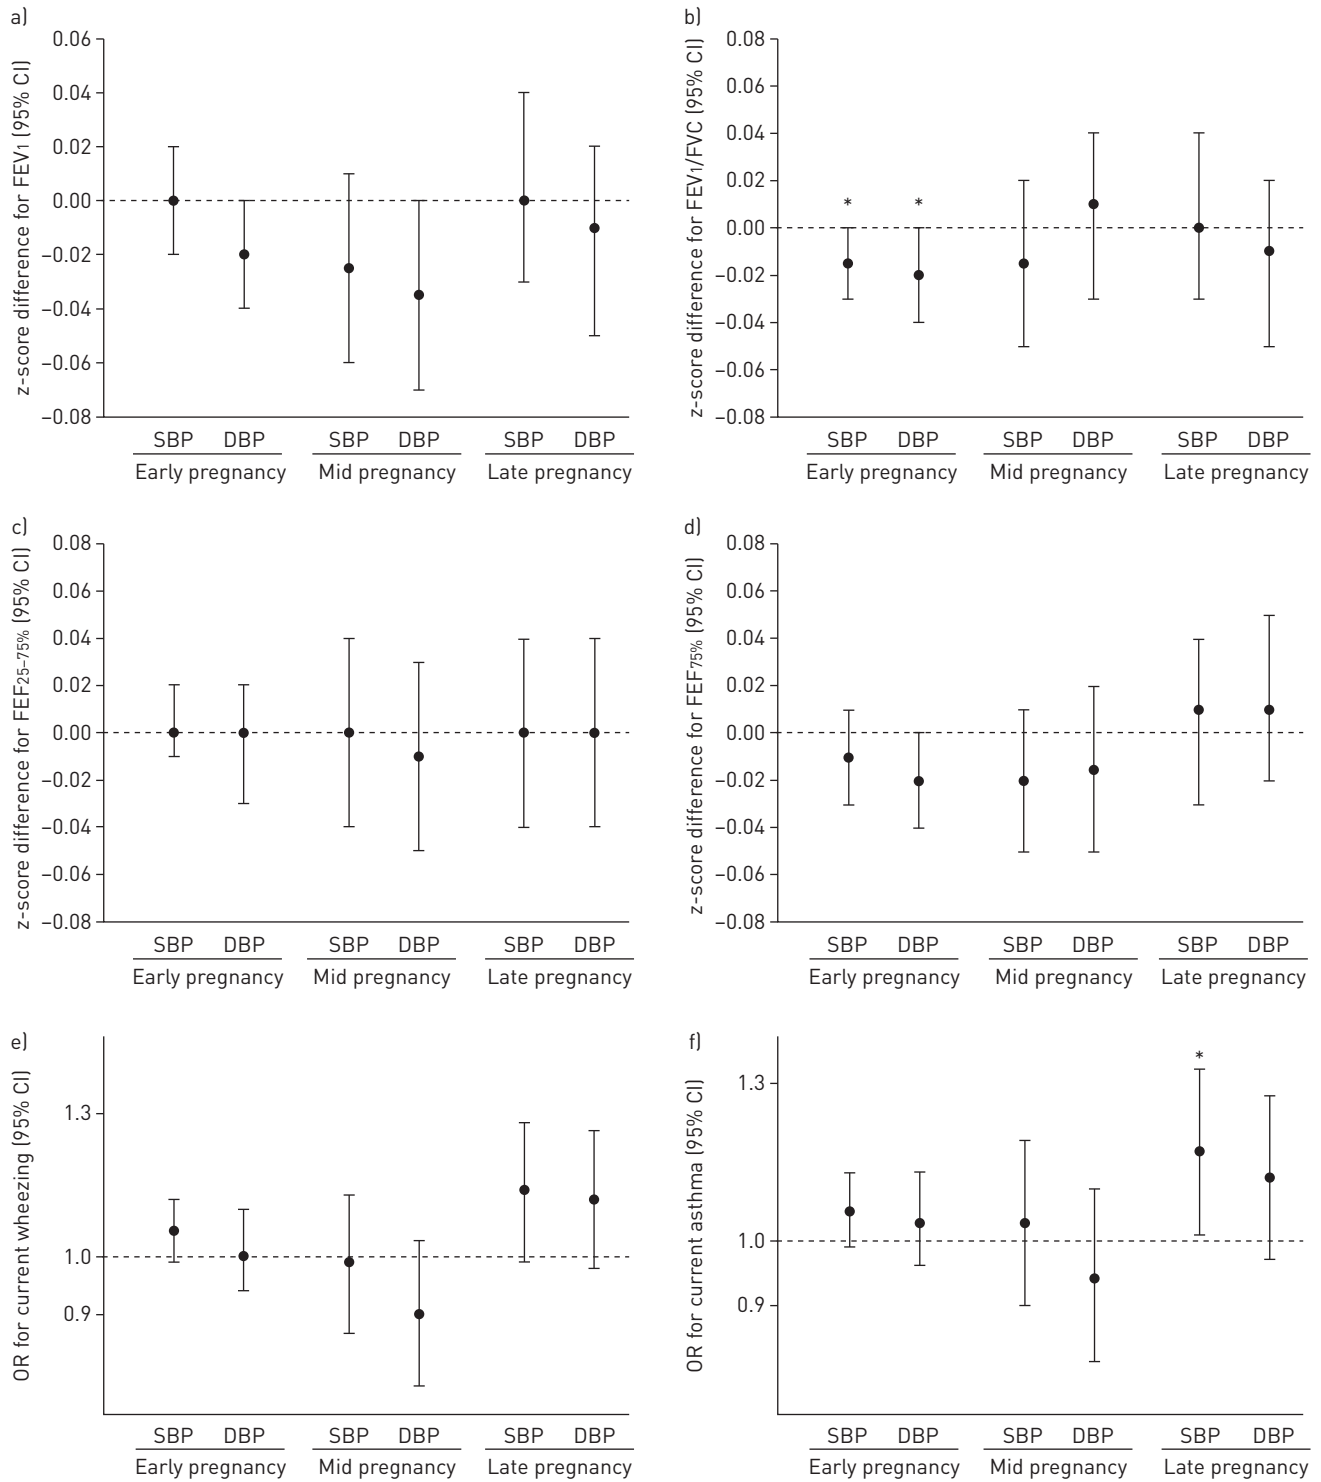 a)
z-score difference for FEV1 (95% CI)
0.06
0.04
0.02
0.00
–0.02
–0.04
–0.06
–0.08
SBP DBP SBP DBP SBP DBP
Early pregnancy Mid pregnancy Late pregnancy
b)
z-score difference for FEV1/FVC (95% CI)
0.08
0.06
0.04
0.02
0.00
–0.02
–0.04
–0.06
–0.08
* *
SBP DBP SBP DBP SBP DBP
Early pregnancy Mid pregnancy Late pregnancy
c)
z-score difference for FEF25–75% (95% CI)
0.08
0.06
0.04
0.02
0.00
–0.02
–0.04
–0.06
–0.08
SBP DBP SBP DBP SBP DBP
Early pregnancy Mid pregnancy Late pregnancy
d)
z-score difference for FEF75% (95% CI)
0.08
0.06
0.04
0.02
0.00
–0.02
–0.04
–0.06
–0.08
SBP DBP SBP DBP SBP DBP
Early pregnancy Mid pregnancy Late pregnancy
e)
OR for current wheezing (95% CI)
1.3
1.0
0.9
SBP DBP SBP DBP SBP DBP
Early pregnancy Mid pregnancy Late pregnancy
f)
OR for current asthma (95% CI)
1.3
1.0
0.9
*
SBP DBP SBP DBP SBP DBP
Early pregnancy Mid pregnancy Late pregnancy